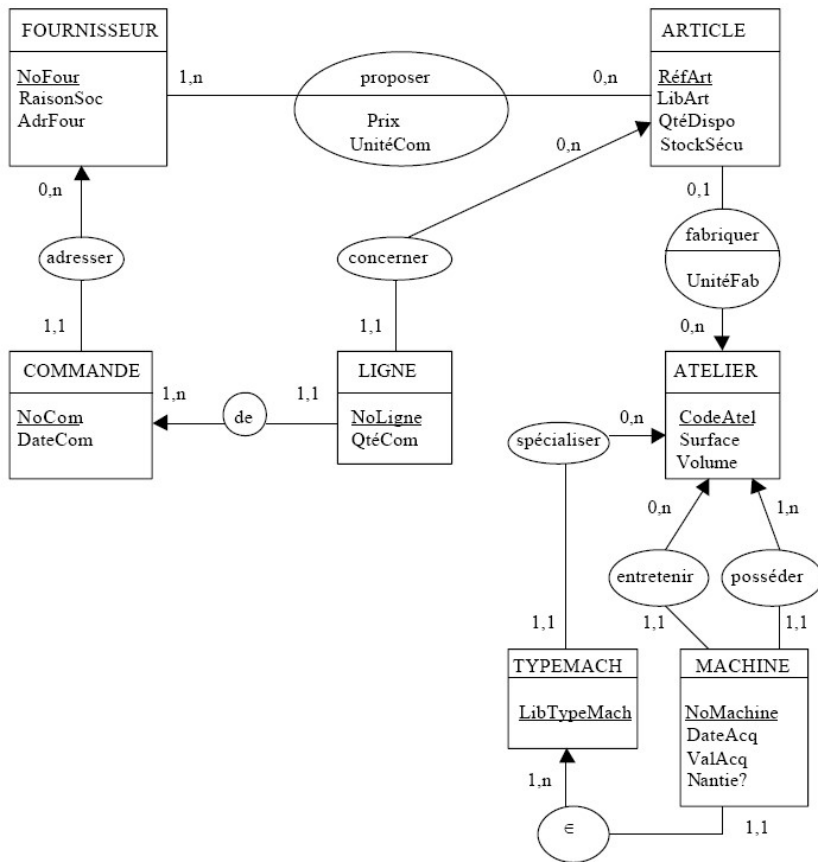 FOURNISSEUR
NoFour
RaisonSoc
AdrFour
1,n
proposer
Prix
UnitéCom
0,n
ARTICLE
RéfArt
LibArt
QtéDispo
StockSécu
0,n
0,n
0,1
adresser
concerner
fabriquer
UnitéFab
1,1
1,1
0,n
COMMANDE
NoCom
DateCom
1,n
de
1,1
LIGNE
NoLigne
QtéCom
ATELIER
CodeAtel
Surface
Volume
spécialiser
0,n
0,n
1,n
entretenir
posséder
1,1
1,1
1,1
TYPEMACH
LibTypeMach
MACHINE
NoMachine
DateAcq
ValAcq
Nantie?
1,n
∈
1,1